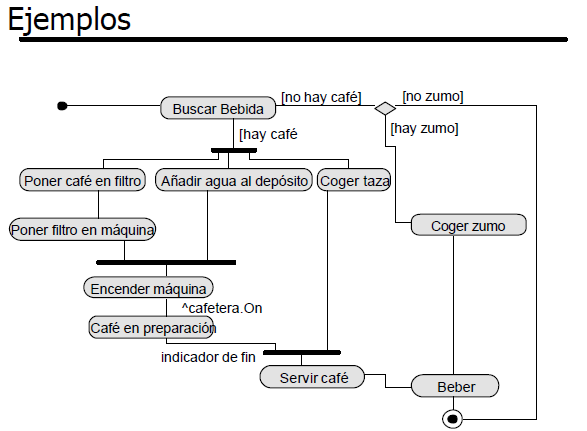 Ejemplos
Buscar Bebida
[no hay café]
[no zumo]
[hay zumo]
[hay café
Poner café en filtro
Añadir agua al depósito
Coger taza
Poner filtro en máquina
Coger zumo
Encender máquina
^cafetera.On
Café en preparación
indicador de fin
Servir café
Beber